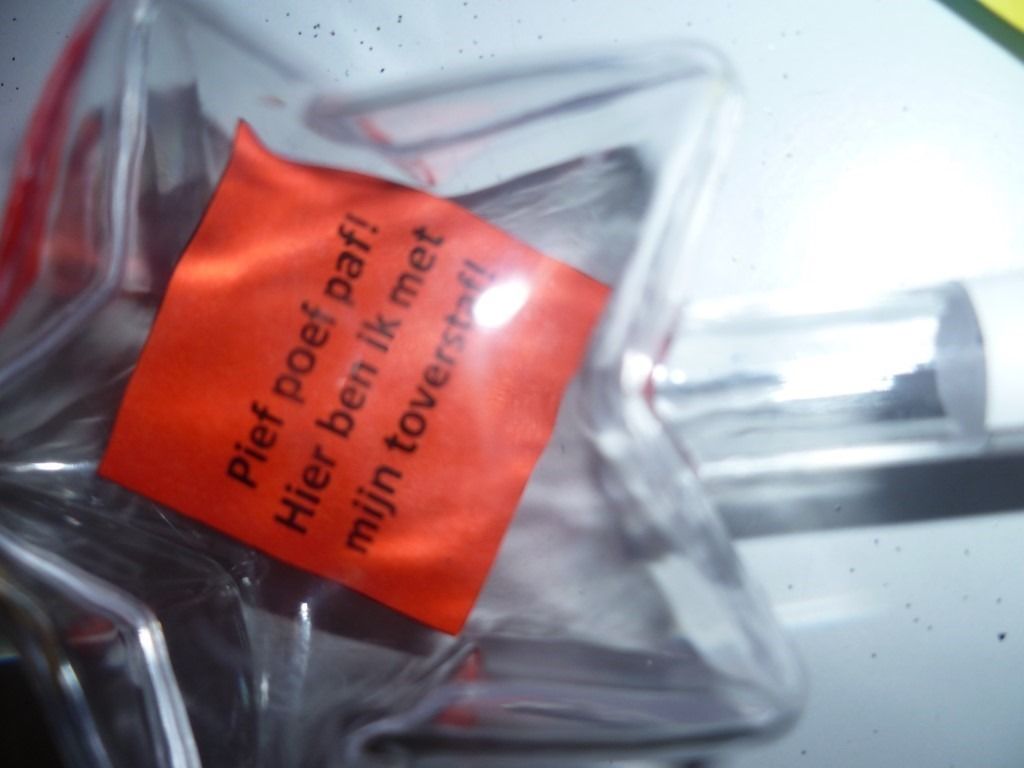 Pief poef paf!
Hier ben ik met
mijn toverstaf!